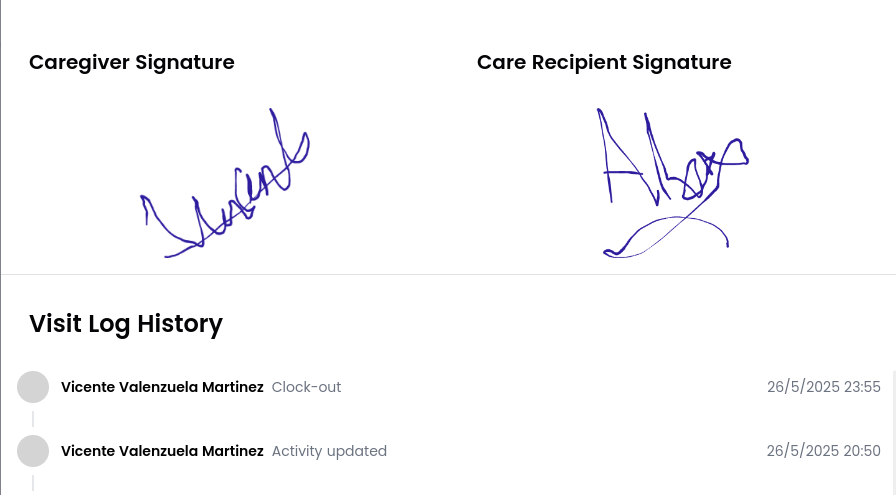 Caregiver Signature
Care Recipient Signature
Visit Log History
Vicente Valenzuela Martinez Clock-out 26/5/2025 23:55
Vicente Valenzuela Martinez Activity updated 26/5/2025 20:50